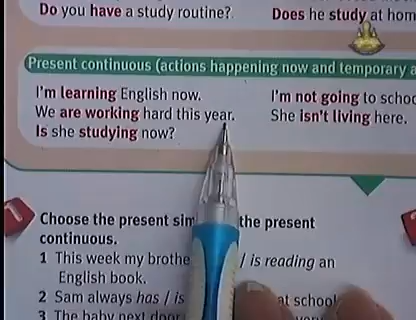 Do you have a study routine?
Does he study at hom
Present continuous (actions happening now and temporary a
I'm learning English now.
We are working hard this year.
Is she studying now?
I'm not going to schoo
She isn't living here.
Choose the present sim the present
continuous.
1 This week my brothe / is reading an
English book.
2 Sam always has / is at school
3 The baby next door